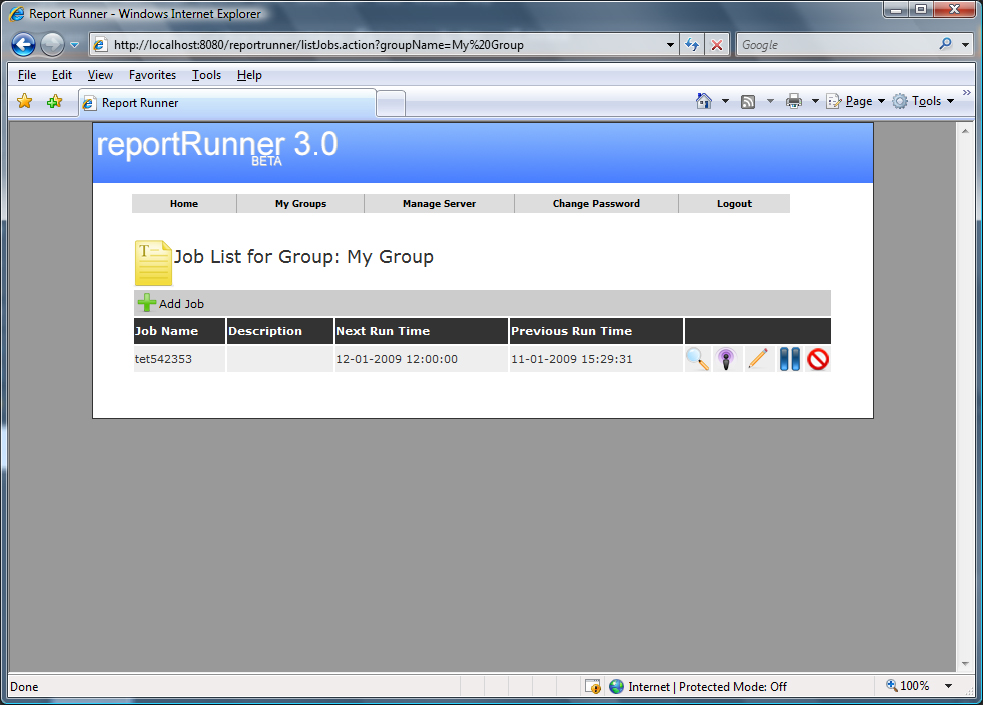 Report Runner - Windows Internet Explorer
http://localhost:8080/reportrunner/listJobs.action?groupName=My%20Group
Google
File Edit View Favorites Tools Help
Report Runner
Page Tools
reportRunner 3.0
BETA
Home My Groups Manage Server Change Password Logout
T
Job List for Group: My Group
Add Job
Job Name Description Next Run Time Previous Run Time
tet542353 12-01-2009 12:00:00 11-01-2009 15:29:31
Done Internet | Protected Mode: Off 100%